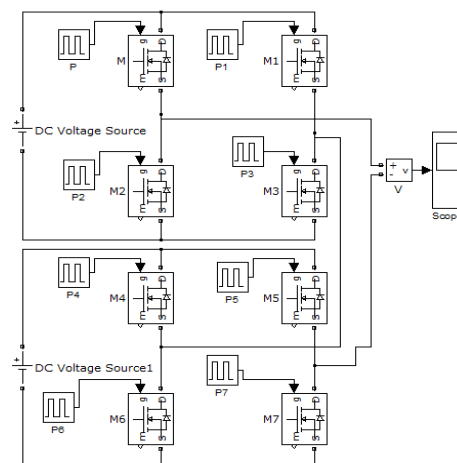 P
g
D
M
m
S
P1
g
D
M1
m
S
+
DC Voltage Source
P2
g
D
M2
m
S
P3
g
D
M3
m
S
+
-
v
V
Scop
P4
g
D
M4
m
S
P5
g
D
M5
m
S
+
DC Voltage Source1
P6
g
D
M6
m
S
P7
g
D
M7
m
S